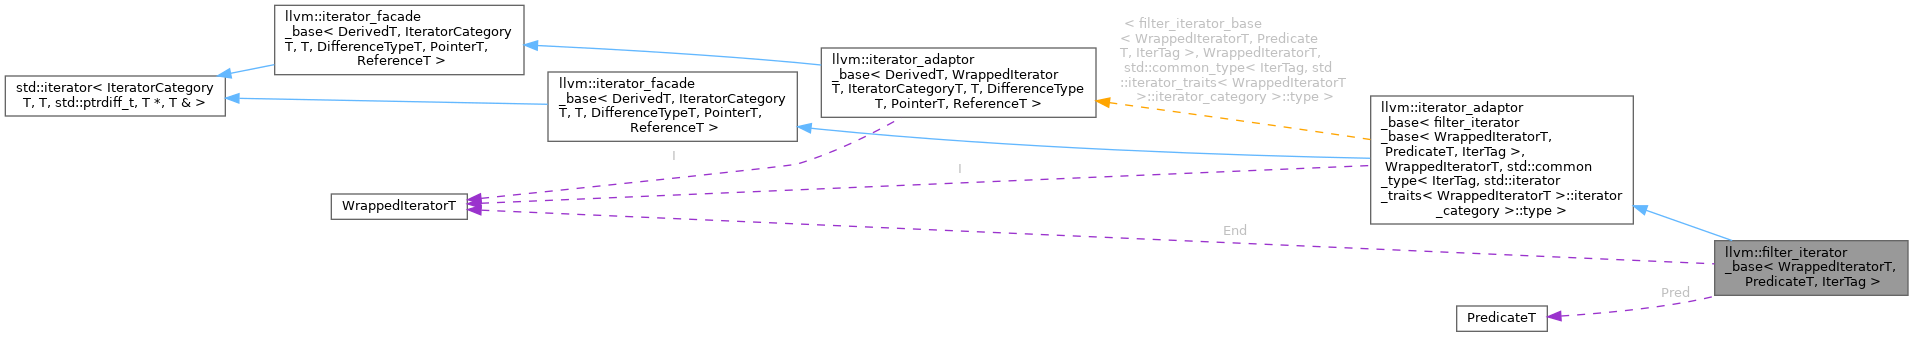 llvm::iterator_facade
_base< DerivedT, IteratorCategory
T, T, DifferenceTypeT, PointerT,
ReferenceT >
std::iterator< IteratorCategory
T, T, std::ptrdiff_t, T *, T & >
llvm::iterator_facade
_base< DerivedT, IteratorCategory
T, T, DifferenceTypeT, PointerT,
ReferenceT >
llvm::iterator_adaptor
_base< DerivedT, WrappedIterator
T, IteratorCategoryT, T, DifferenceType
T, PointerT, ReferenceT >
< filter_iterator_base
< WrappedIteratorT, Predicate
T, IterTag >, WrappedIteratorT,
std::common_type< IterTag, std
::iterator_traits< WrappedIteratorT
>::iterator_category >::type >
llvm::iterator_adaptor
_base< filter_iterator
_base< WrappedIteratorT,
PredicateT, IterTag >,
WrappedIteratorT, std::common
_type< IterTag, std::iterator
_traits< WrappedIteratorT >::iterator
_category >::type >
I
I
WrappedIteratorT
End
llvm::filter_iterator
_base< WrappedIteratorT,
PredicateT, IterTag >
Pred
PredicateT